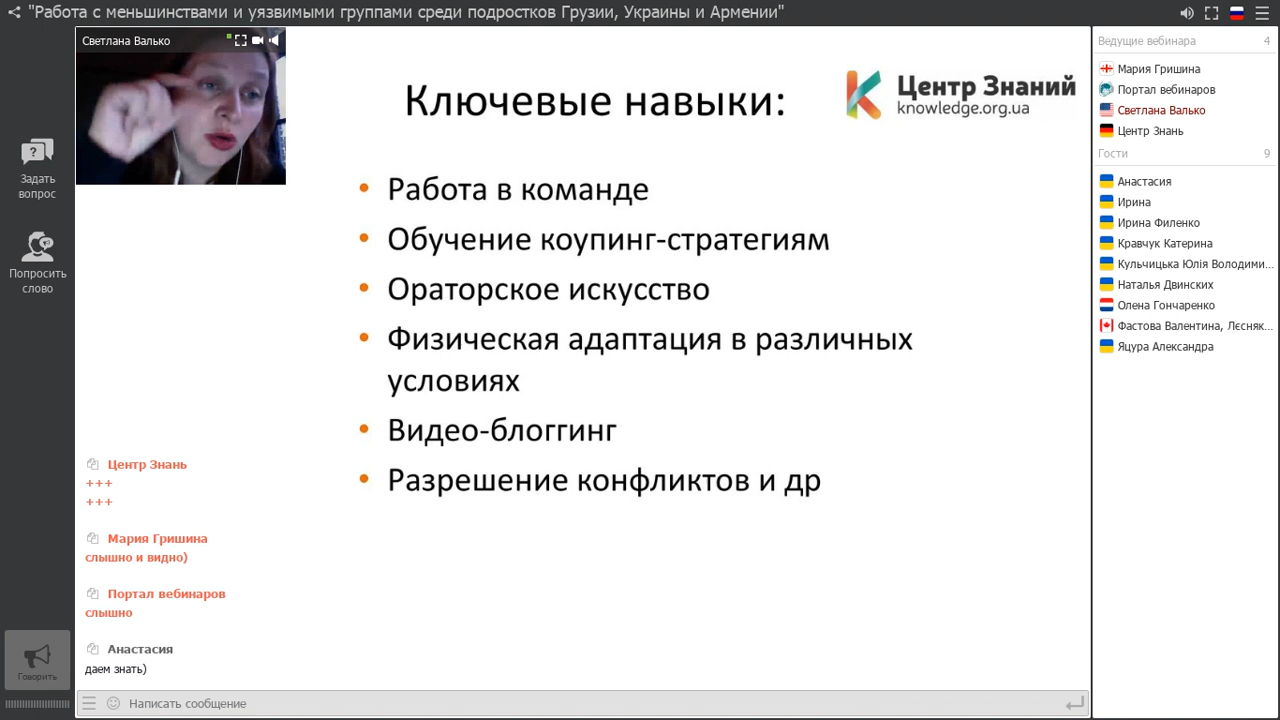 "Работа с меньшинствами и уязвимыми группами среди подростков Грузии, Украины и Армении"
Светлана Валько
Задать
вопрос
Попросить
слово
Говорить
Ключевые навыки:
Центр Знаний
knowledge.org.ua
Работа в команде
Обучение коупинг-стратегиям
Ораторское искусство
Физическая адаптация в различных
условиях
Видео-блоггинг
Разрешение конфликтов и др
Центр Знань
+++
+++
Мария Гришина
слышно и видно)
Портал вебинаров
слышно
Анастасия
даем знать)
Написать сообщение
Ведущие вебинара 4
Мария Гришина
Портал вебинаров
Светлана Валько
Центр Знань
Гости 9
Анастасия
Ирина
Ирина Филенко
Кравчук Катерина
Кульчицька Юлія Володими...
Наталья Двинских
Олена Гончаренко
Фастова Валентина, Лєсняк...
Яцура Александра